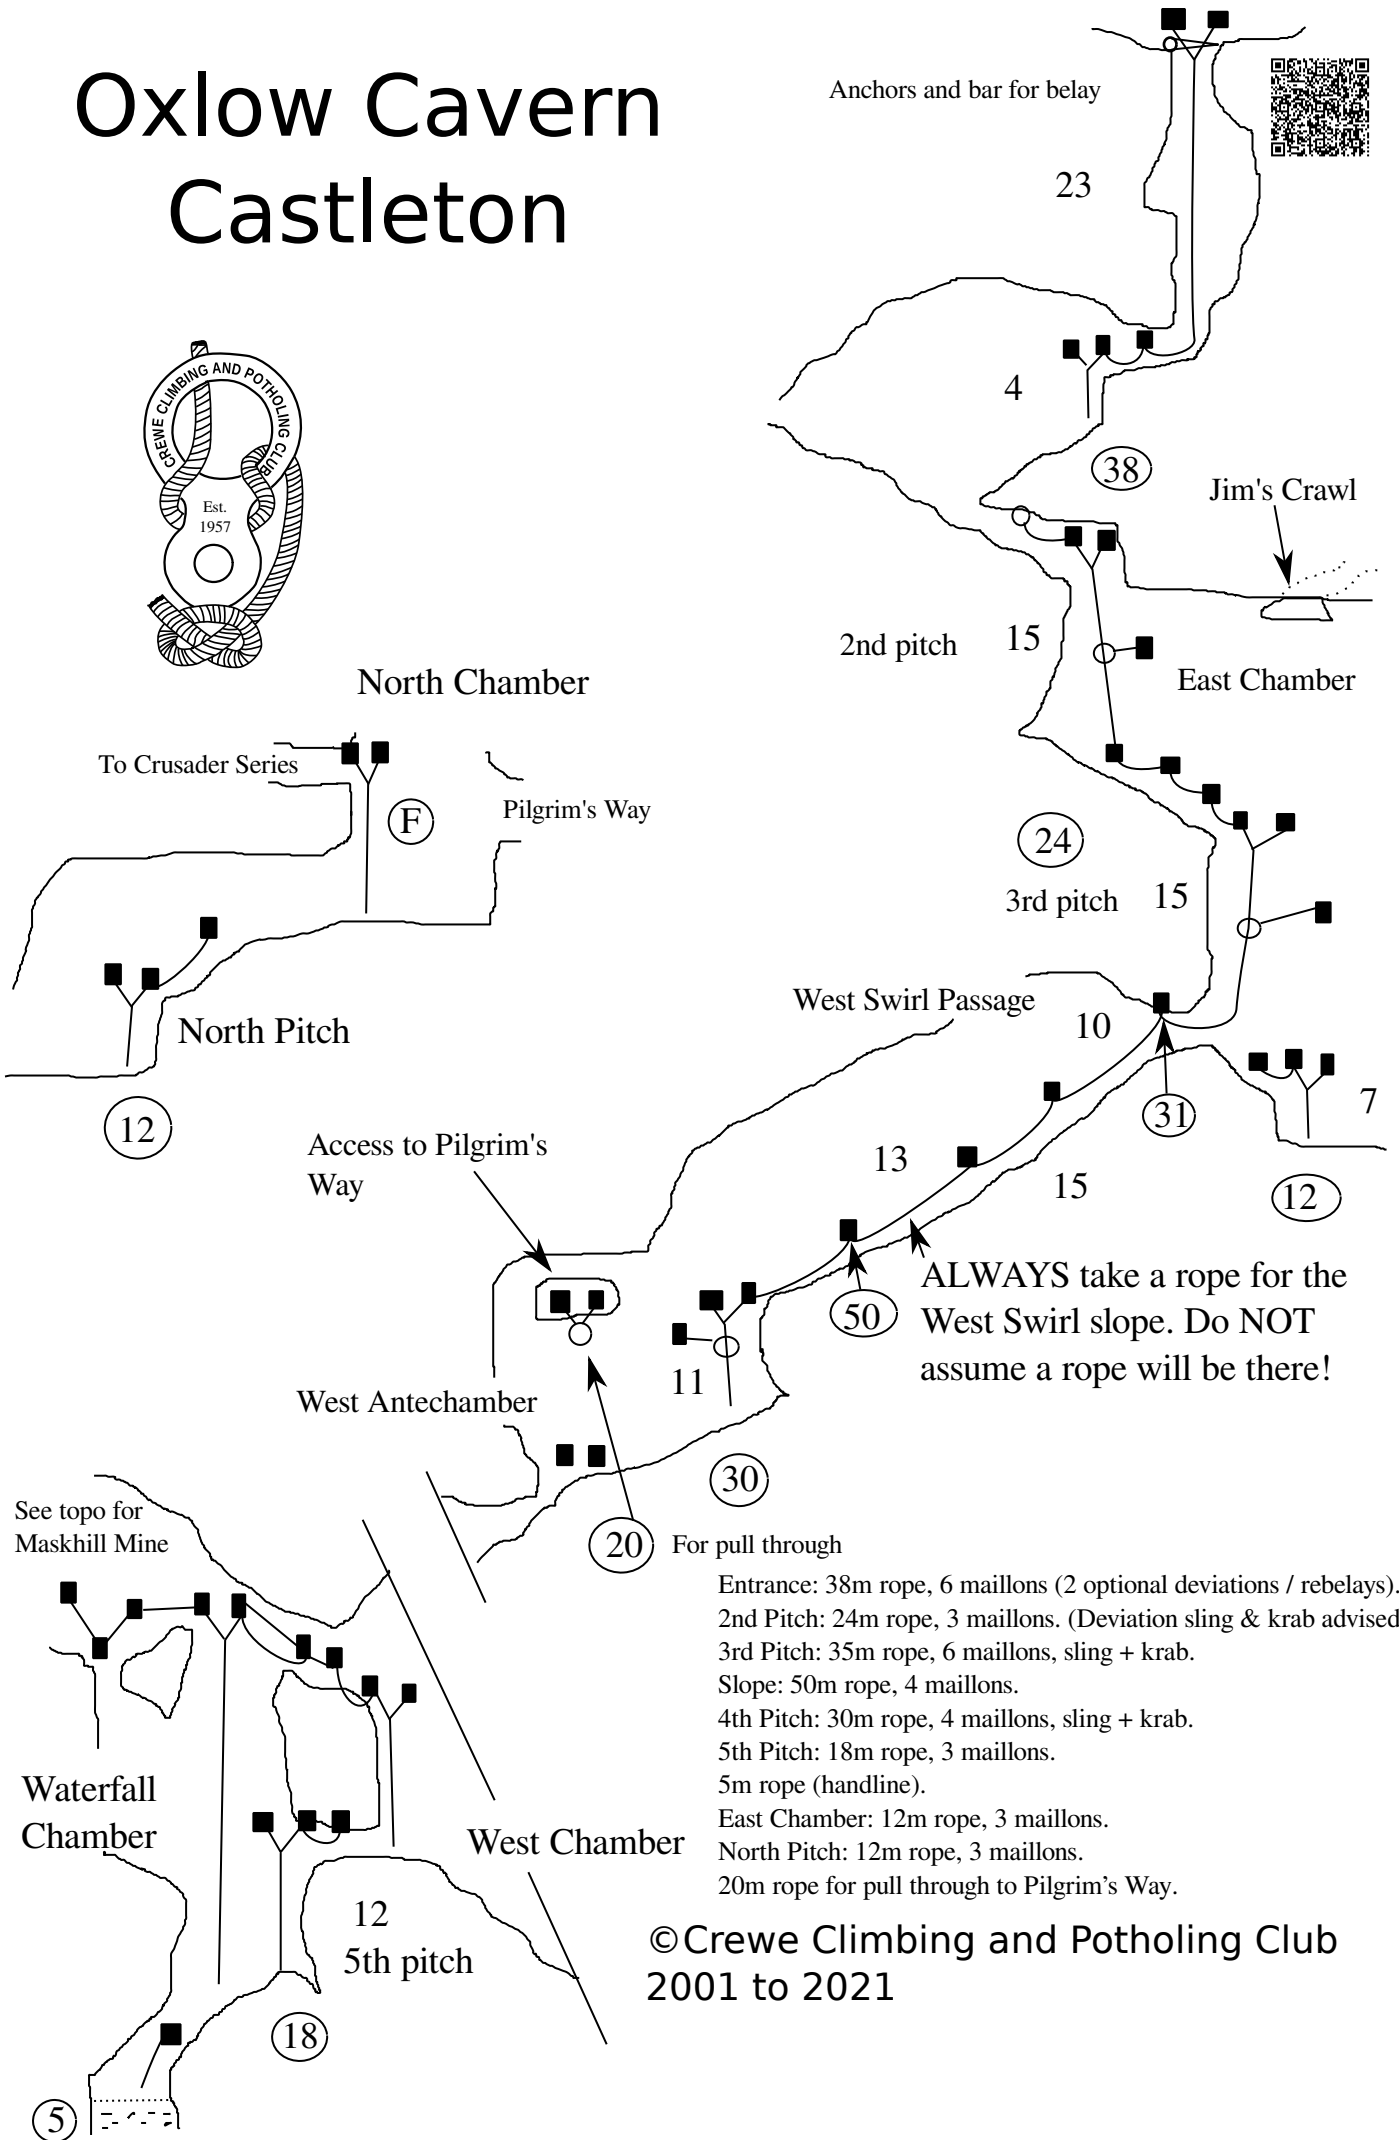 Oxlow Cavern
Castleton
Anchors and bar for belay
23
4
38
Jim's Crawl
CREWE CLIMBING AND POTHOLING CLUB
Est.
1957
2nd pitch
15
East Chamber
North Chamber
To Crusader Series
F
Pilgrim's Way
24
3rd pitch
15
West Swirl Passage
10
North Pitch
12
31
7
Access to Pilgrim's
Way
13
15
12
ALWAYS take a rope for the
West Swirl slope. Do NOT
assume a rope will be there!
50
11
West Antechamber
30
See topo for
Maskhill Mine
20
For pull through
Entrance: 38m rope, 6 maillons (2 optional deviations / rebelays).
2nd Pitch: 24m rope, 3 maillons. (Deviation sling & krab advised
3rd Pitch: 35m rope, 6 maillons, sling + krab.
Slope: 50m rope, 4 maillons.
4th Pitch: 30m rope, 4 maillons, sling + krab.
5th Pitch: 18m rope, 3 maillons.
5m rope (handline).
East Chamber: 12m rope, 3 maillons.
North Pitch: 12m rope, 3 maillons.
20m rope for pull through to Pilgrim’s Way.
Waterfall
Chamber
West Chamber
12
5th pitch
18
5
©Crewe Climbing and Potholing Club
2001 to 2021